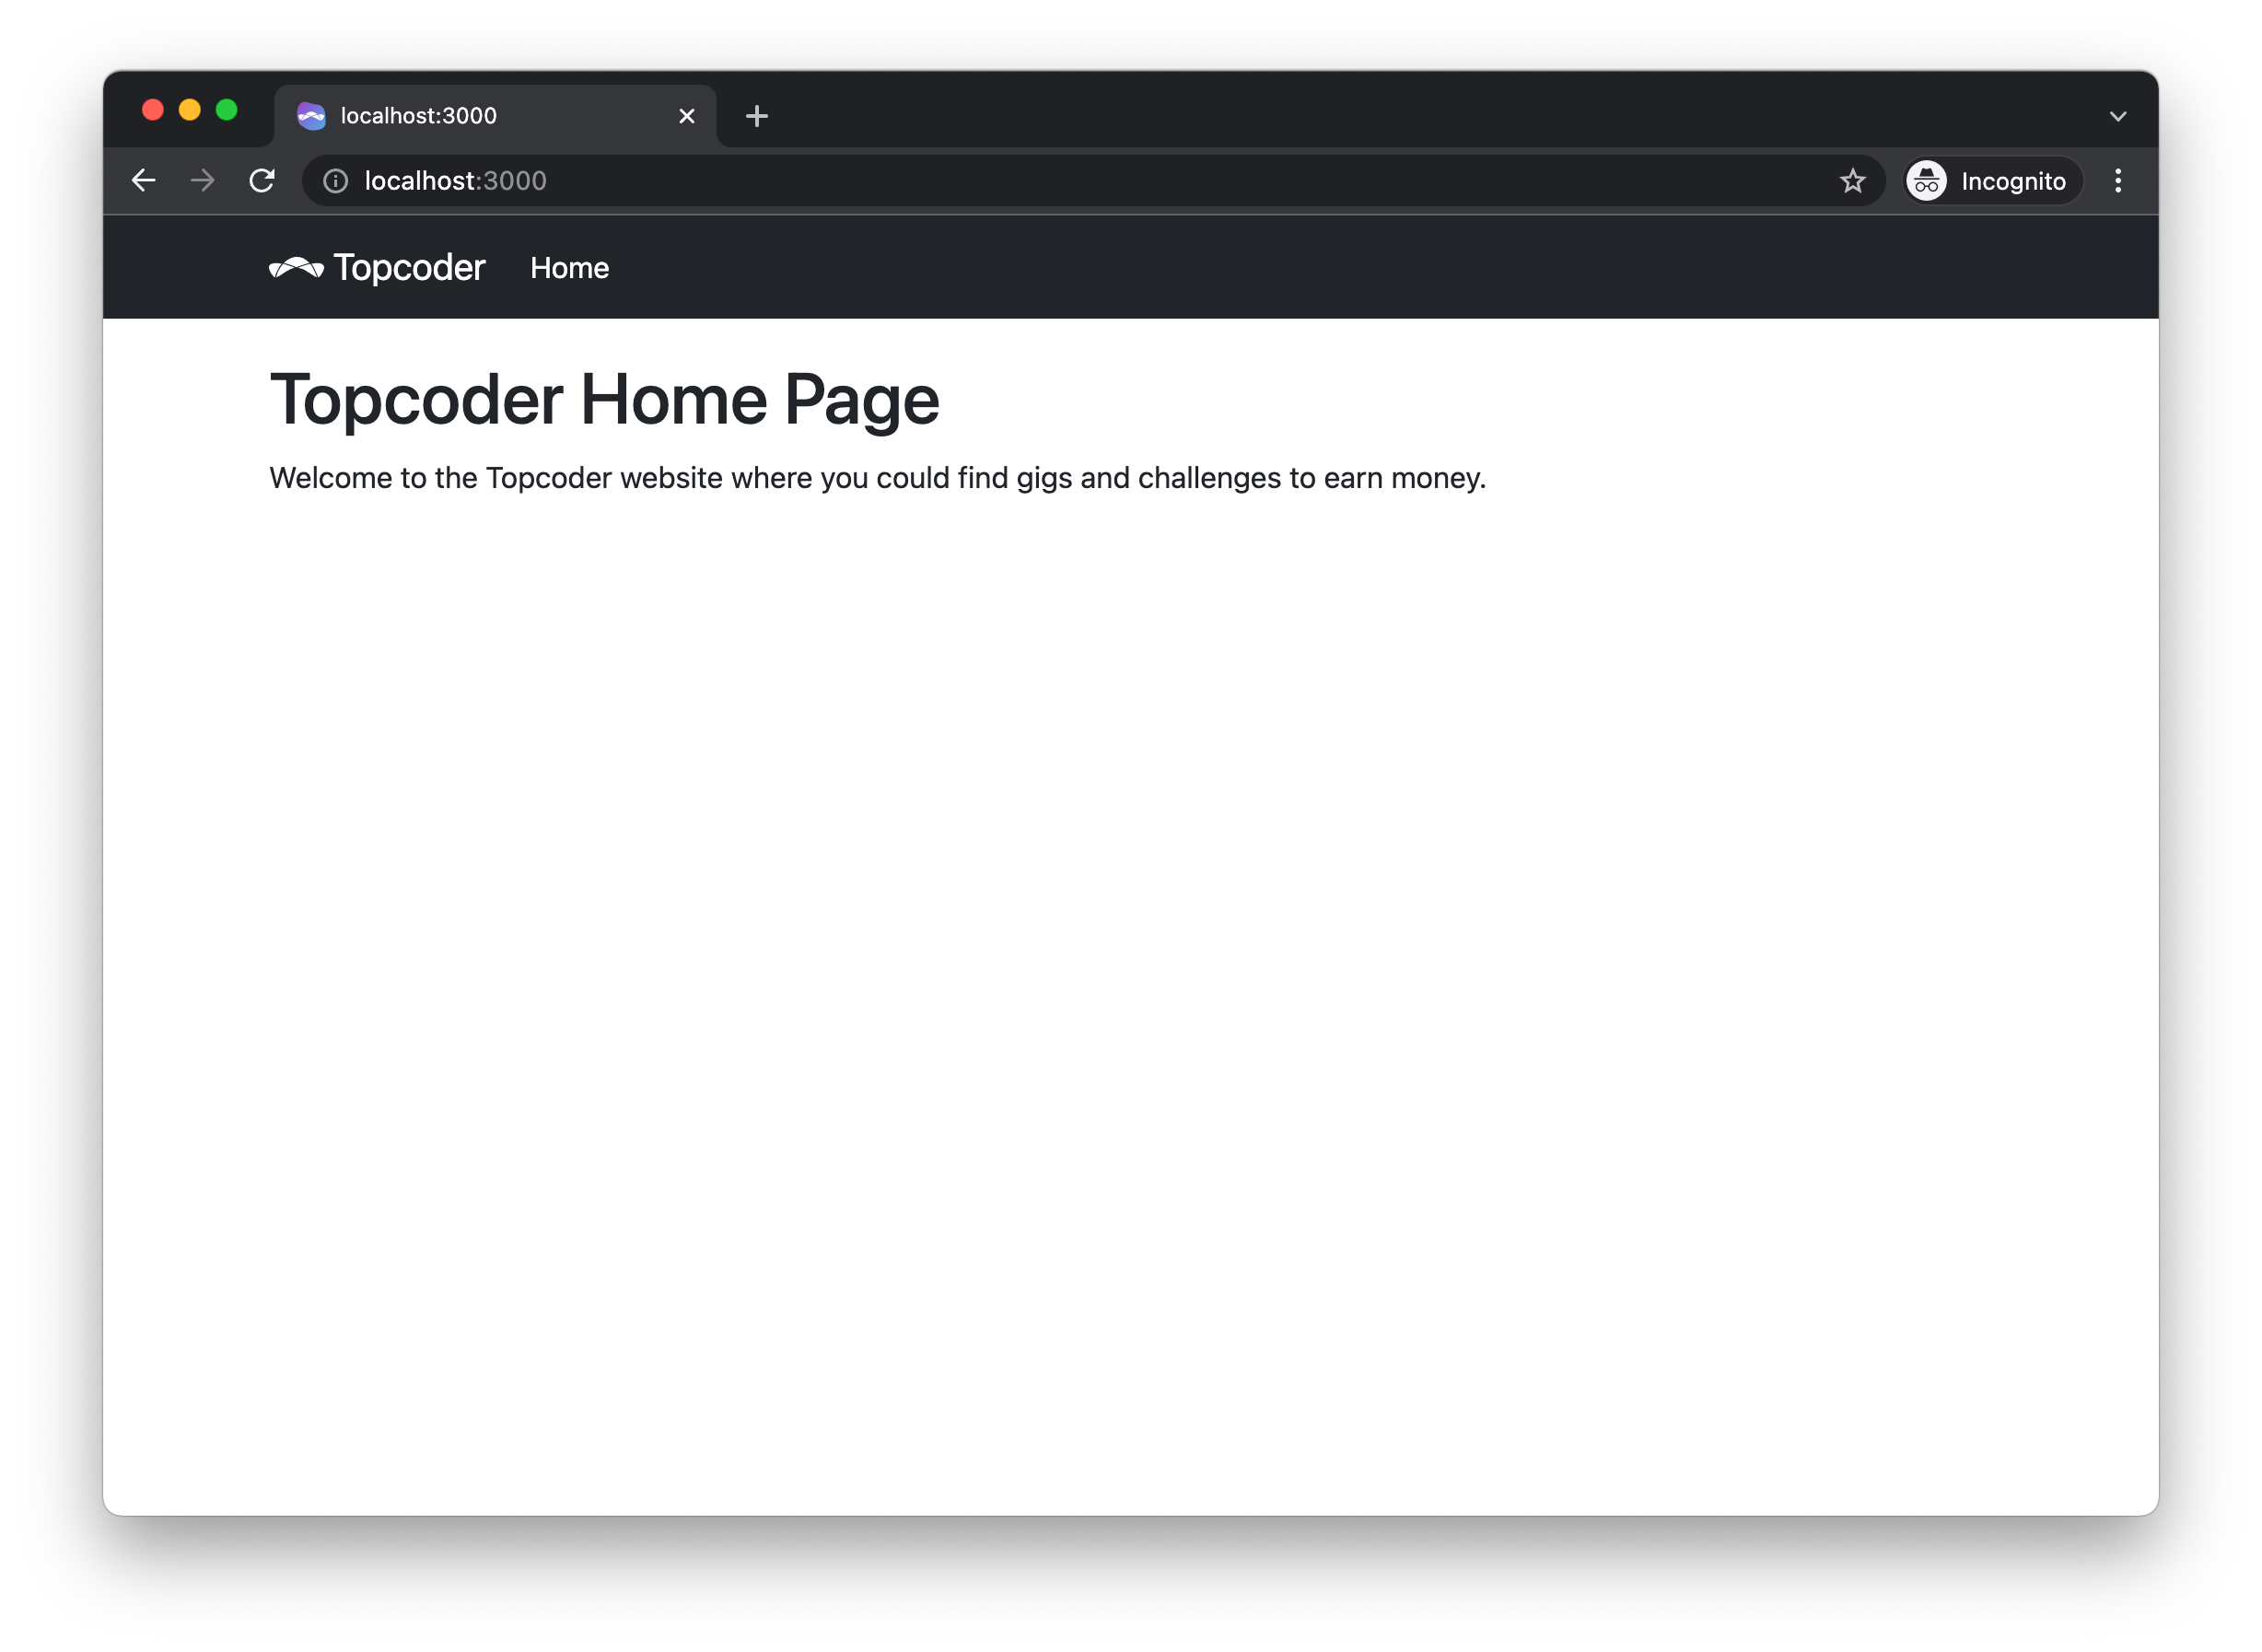 localhost:3000
localhost:3000
Incognito
Topcoder Home
Topcoder Home Page
Welcome to the Topcoder website where you could find gigs and challenges to earn money.